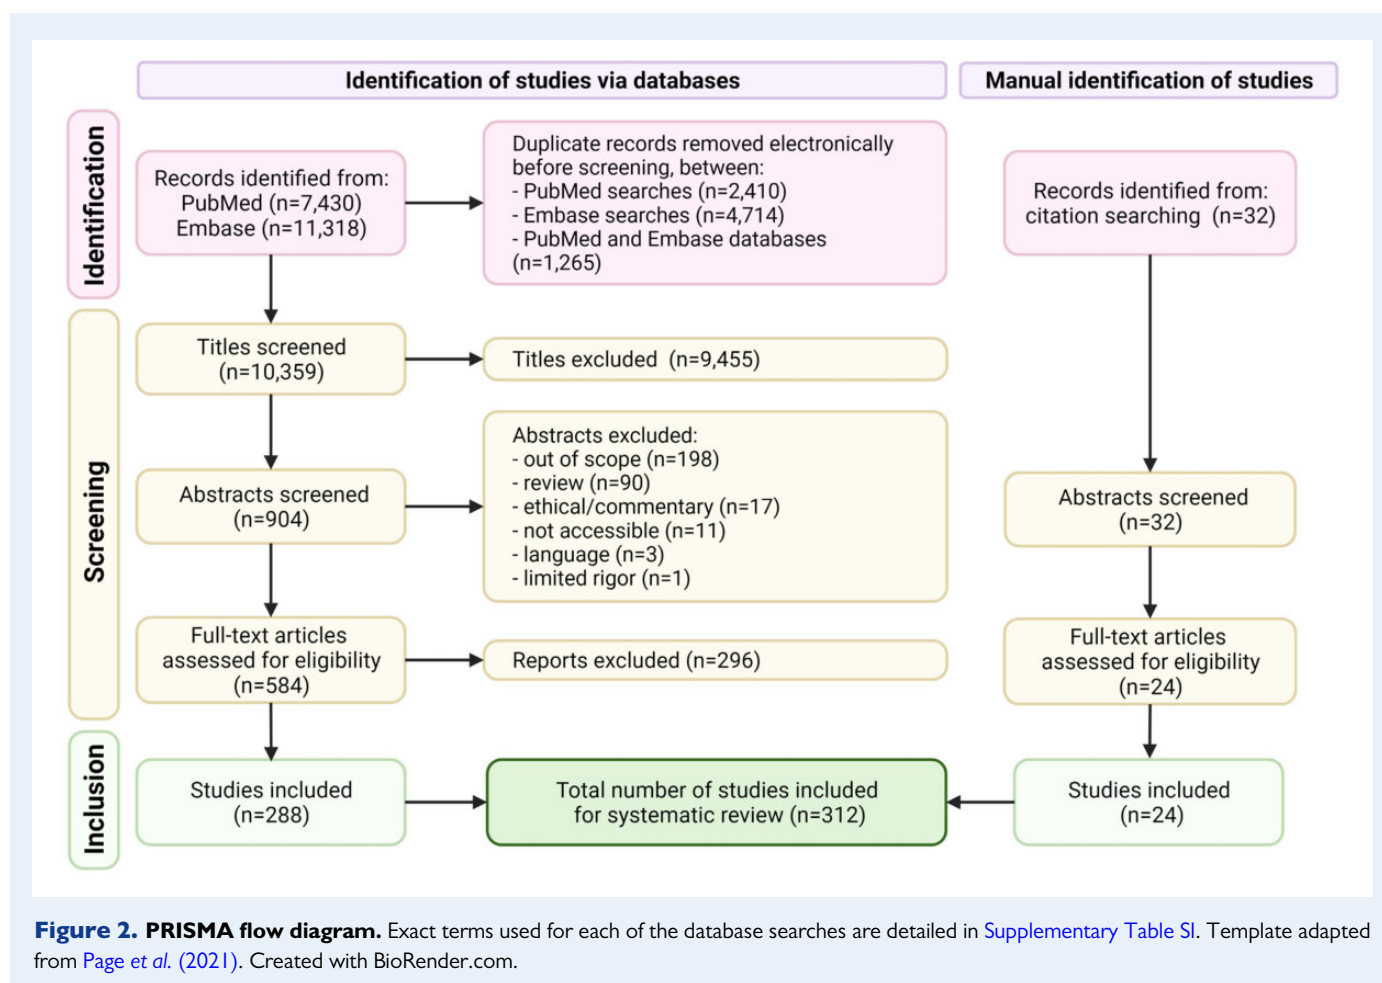 Identification of studies via databases
Manual identification of studies
Identification
Records identified from:
PubMed (n=7,430)
Embase (n=11,318)
Duplicate records removed electronically
before screening, between:
- PubMed searches (n=2,410)
- Embase searches (n=4,714)
- PubMed and Embase databases
(n=1,265)
Records identified from:
citation searching (n=32)
Screening
Titles screened
(n=10,359)
Titles excluded (n=9,455)
Abstracts screened
(n=904)
Abstracts excluded:
- out of scope (n=198)
- review (n=90)
- ethical/commentary (n=17)
- not accessible (n=11)
- language (n=3)
- limited rigor (n=1)
Abstracts screened
(n=32)
Full-text articles
assessed for eligibility
(n=584)
Reports excluded (n=296)
Full-text articles
assessed for eligibility
(n=24)
Inclusion
Studies included
(n=288)
Total number of studies included
for systematic review (n=312)
Studies included
(n=24)
Figure 2. PRISMA flow diagram. Exact terms used for each of the database searches are detailed in Supplementary Table SI. Template adapted
from Page et al. (2021). Created with BioRender.com.